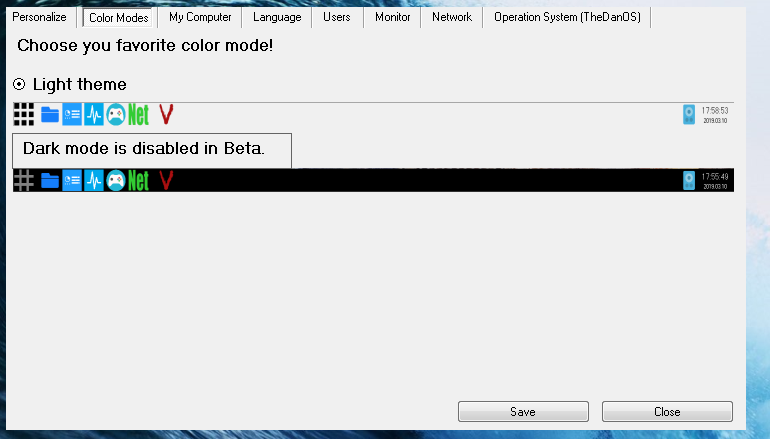 Personalize Color Modes My Computer Language Users Monitor Network Operation System (TheDanOS)
Choose you favorite color mode!
Light theme
Net V 17:58:53
2019.03.10
Dark mode is disabled in Beta.
Net V 17:55:49
2019.03.10
Save Close